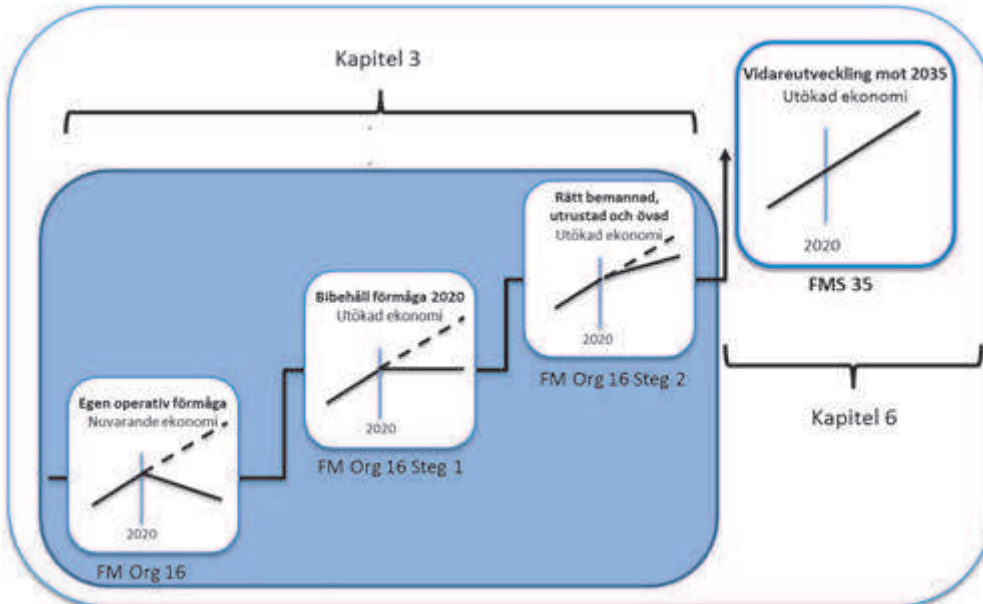 Kapitel 3
Vidareutveckling mot 2035
Utökad ekonomi
2020
FMS 35
Rätt bemannad,
utrustad och övad
Utökad ekonomi
2020
FM Org 16 Steg 2
Bibehåll förmåga 2020
Utökad ekonomi
2020
FM Org 16 Steg 1
Egen operativ förmåga
Nuvarande ekonomi
2020
FM Org 16
Kapitel 6